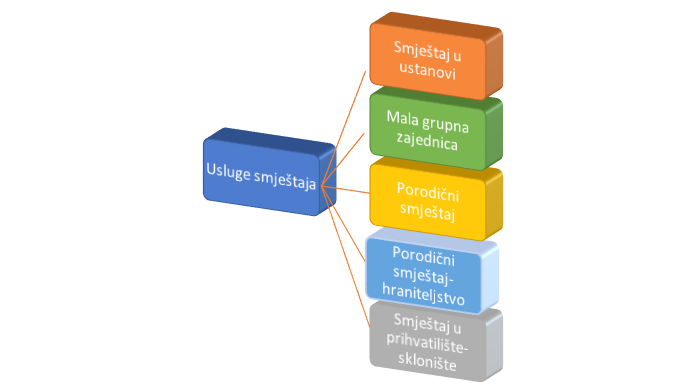 Usluge smještaja
Smještaj u
ustanovi
Mala grupna
zajednica
Porodični
smještaj
Porodični
smještaj-
hraniteljstvo
Smještaj u
prihvatilište-
sklonište